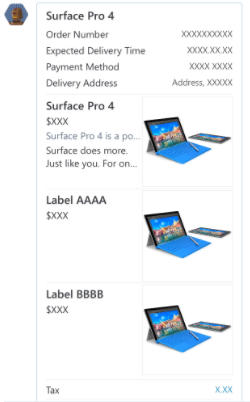 Surface Pro 4
Order Number XXXXXXXXXX
Expected Delivery Time XXXX.XX.XX
Payment Method XXXX XXXX
Delivery Address Address, XXXXX
Surface Pro 4
$XXX
Surface Pro 4 is a po...
Surface does more.
Just like you. For on...
Label AAAA
$XXX
Label BBBB
$XXX
Tax X.XX